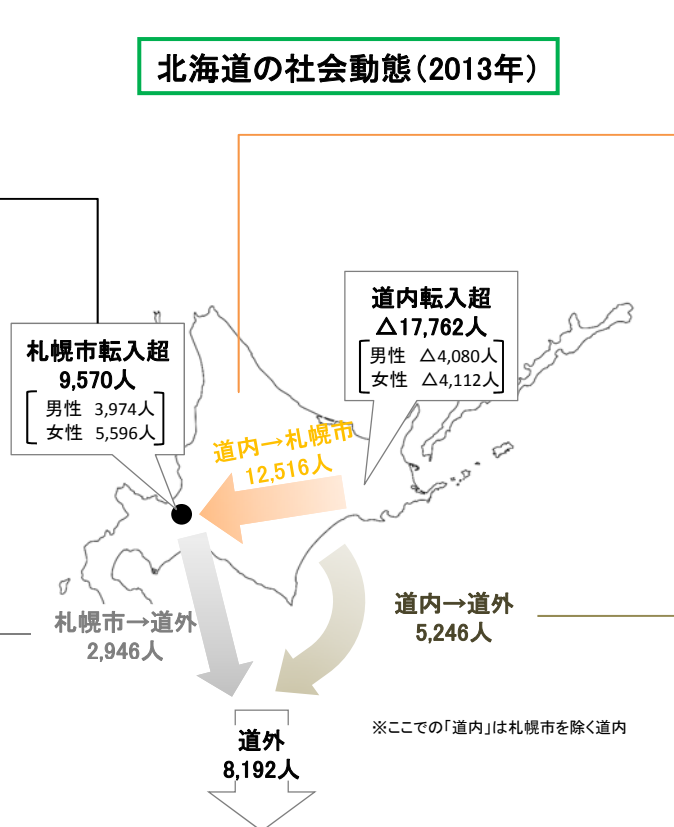 北海道の社会動態(2013年)
道内転入超
△17,762人
男性 △4,080人
女性 △4,112人
札幌市転入超
9,570人
男性 3,974人
女性 5,596人
道内→札幌市
12,516人
札幌市→道外
2,946人
道内→道外
5,246人
※ここでの「道内」は札幌市を除く道内
道外
8,192人